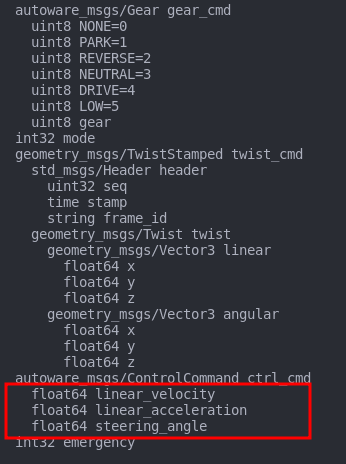 autoware_msgs/Gear gear_cmd
  uint8 NONE=0
  uint8 PARK=1
  uint8 REVERSE=2
  uint8 NEUTRAL=3
  uint8 DRIVE=4
  uint8 LOW=5
  uint8 gear
int32 mode
geometry_msgs/TwistStamped twist_cmd
  std_msgs/Header header
    uint32 seq
    time stamp
    string frame_id
  geometry_msgs/Twist twist
    geometry_msgs/Vector3 linear
      float64 x
      float64 y
      float64 z
    geometry_msgs/Vector3 angular
      float64 x
      float64 y
      float64 z
autoware_msgs/ControlCommand ctrl_cmd
  float64 linear_velocity
  float64 linear_acceleration
  float64 steering_angle
int32 emergency